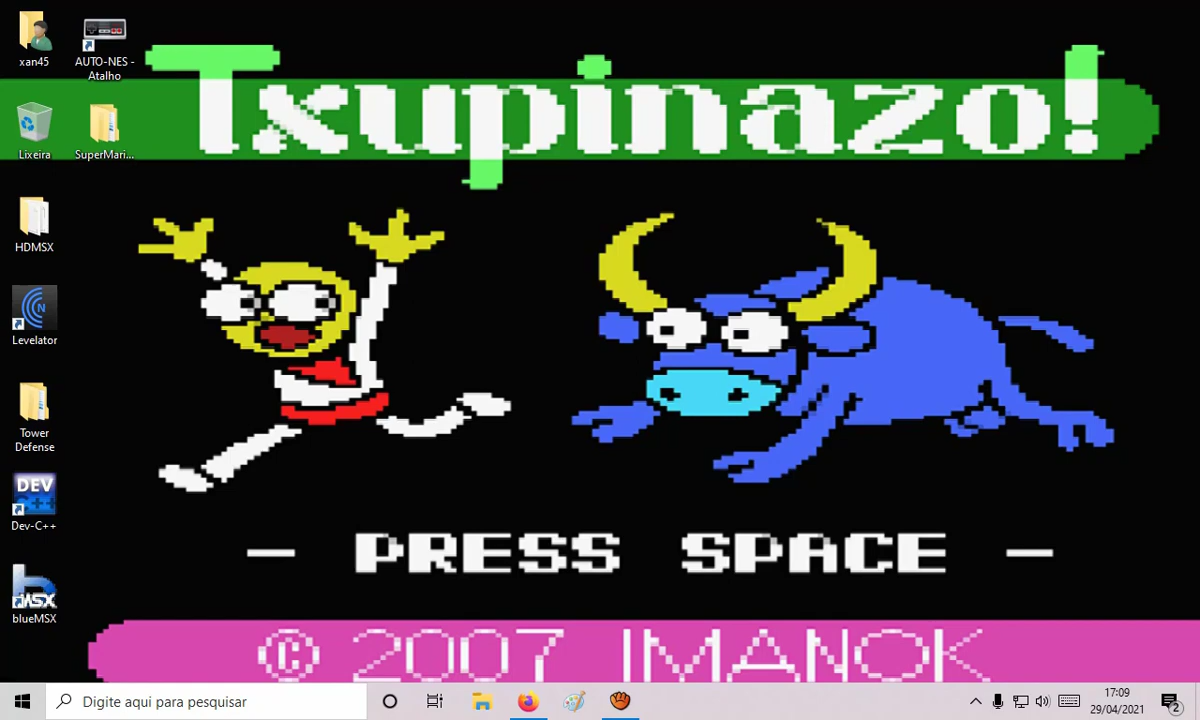 xan45
AUTO-NES -
Atalho
Lixeira
SuperMari...
HDMSX
N
Levelator
Tower
Defense
DEV
C++
Dev-C++
MSX
blueMSX
Txupinazo!
- PRESS SPACE -
© 2007 IMANOK
Digite aqui para pesquisar
17:09
29/04/2021
2